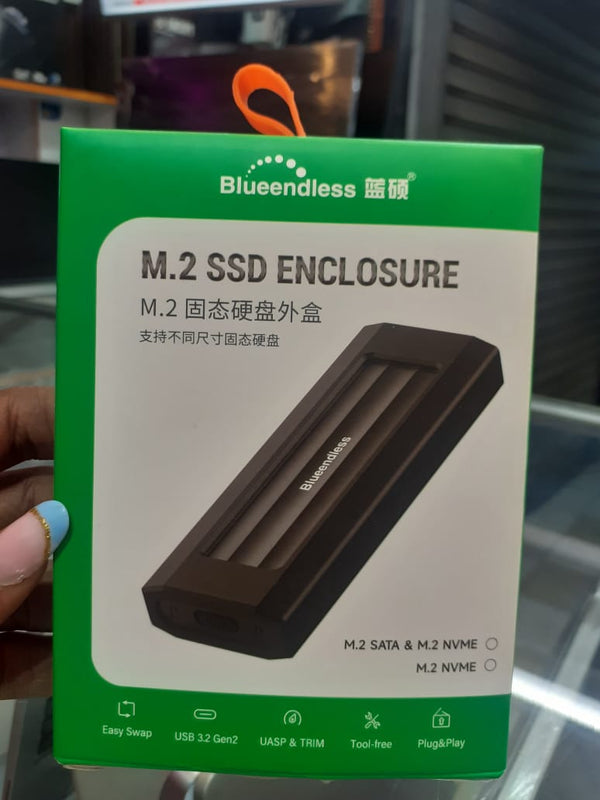 Blueendless 蓝硕®
M.2 SSD ENCLOSURE
M.2 固态硬盘外盒
支持不同尺寸固态硬盘
Blueendless
M.2 SATA & M.2 NVME
M.2 NVME
Easy Swap
USB 3.2 Gen2
UASP & TRIM
Tool-free
Plug&Play